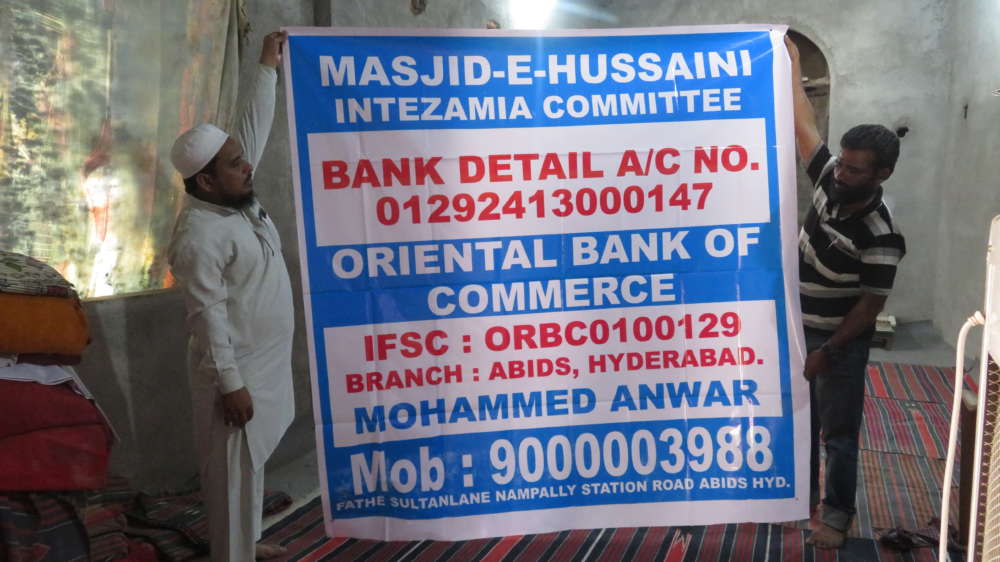 MASJID-E-HUSSAINI
INTEZAMIA COMMITTEE
BANK DETAIL A/C NO.
01292413000147
ORIENTAL BANK OF
COMMERCE
IFSC : ORBC0100129
BRANCH : ABIDS, HYDERABAD.
MOHAMMED ANWAR
Mob : 9000003988
FATHE SULTANLANE NAMPALLY STATION ROAD ABIDS HYD.